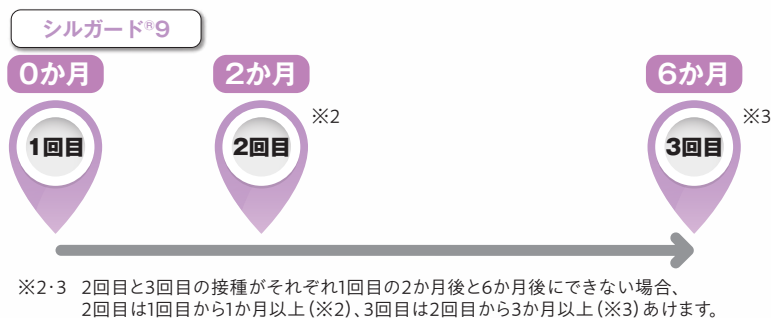 シルガード®9
0か月 2か月 6か月
※2 ※3
1回目 2回目 3回目
※2・3 2回目と3回目の接種がそれぞれ1回目の2か月後と6か月後にできない場合、
2回目は1回目から1か月以上(※2)、3回目は2回目から3か月以上(※3)あけます。